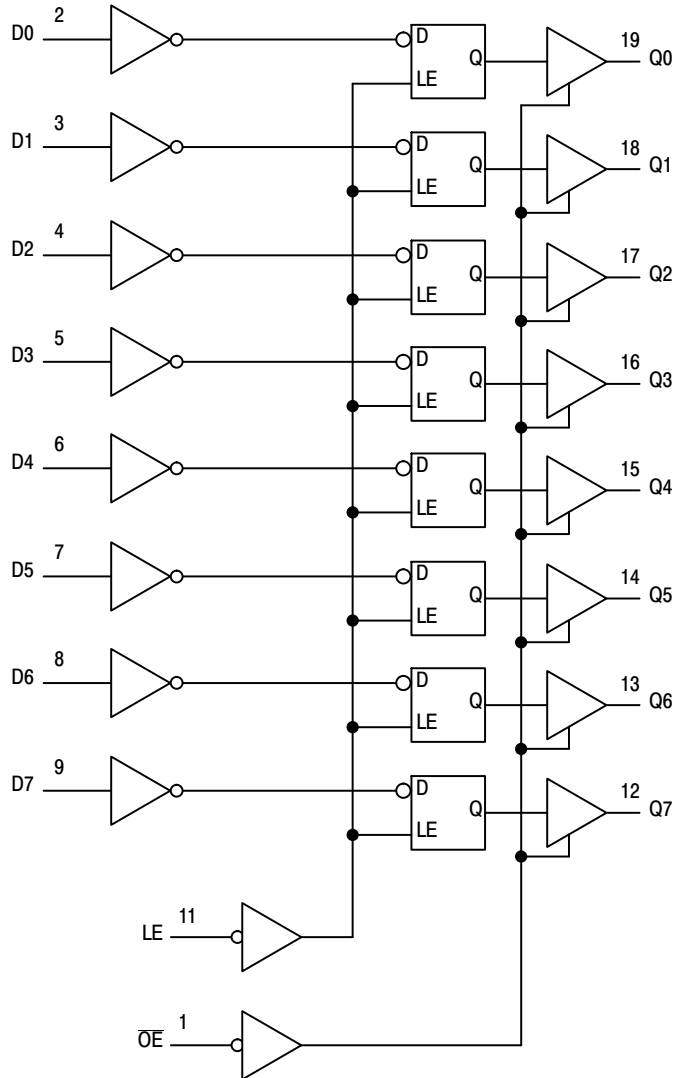 D0 2 D Q 19 Q0
LE
D1 3 D Q 18 Q1
LE
D2 4 D Q 17 Q2
LE
D3 5 D Q 16 Q3
LE
D4 6 D Q 15 Q4
LE
D5 7 D Q 14 Q5
LE
D6 8 D Q 13 Q6
LE
D7 9 D Q 12 Q7
LE
LE 11
O̅E̅ 1